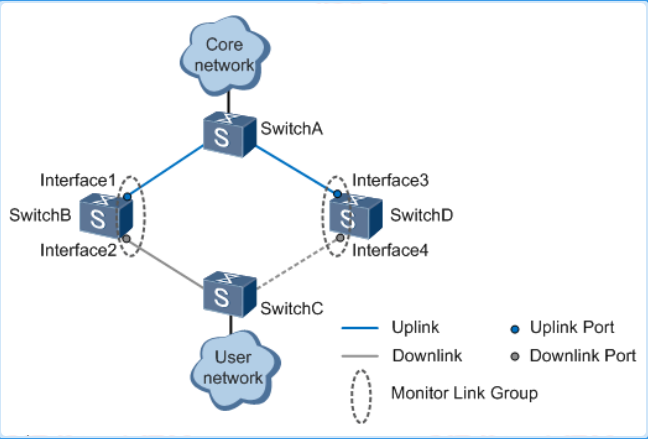 Core
network
S
SwitchA
Interface1
Interface3
SwitchB
S
S
SwitchD
Interface2
Interface4
S
SwitchC
User
network
Uplink
Uplink Port
Downlink
Downlink Port
Monitor Link Group